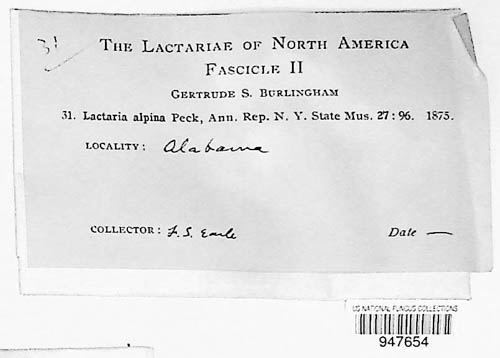 31
THE LACTARIAE OF NORTH AMERICA
FASCICLE II
GERTRUDE S. BURLINGHAM
31. Lactaria alpina Peck, Ann. Rep. N. Y. State Mus. 27: 96. 1875.
LOCALITY: Alabama
COLLECTOR: F. S. Earle Date —
US NATIONAL FUNGUS COLLECTIONS
947654